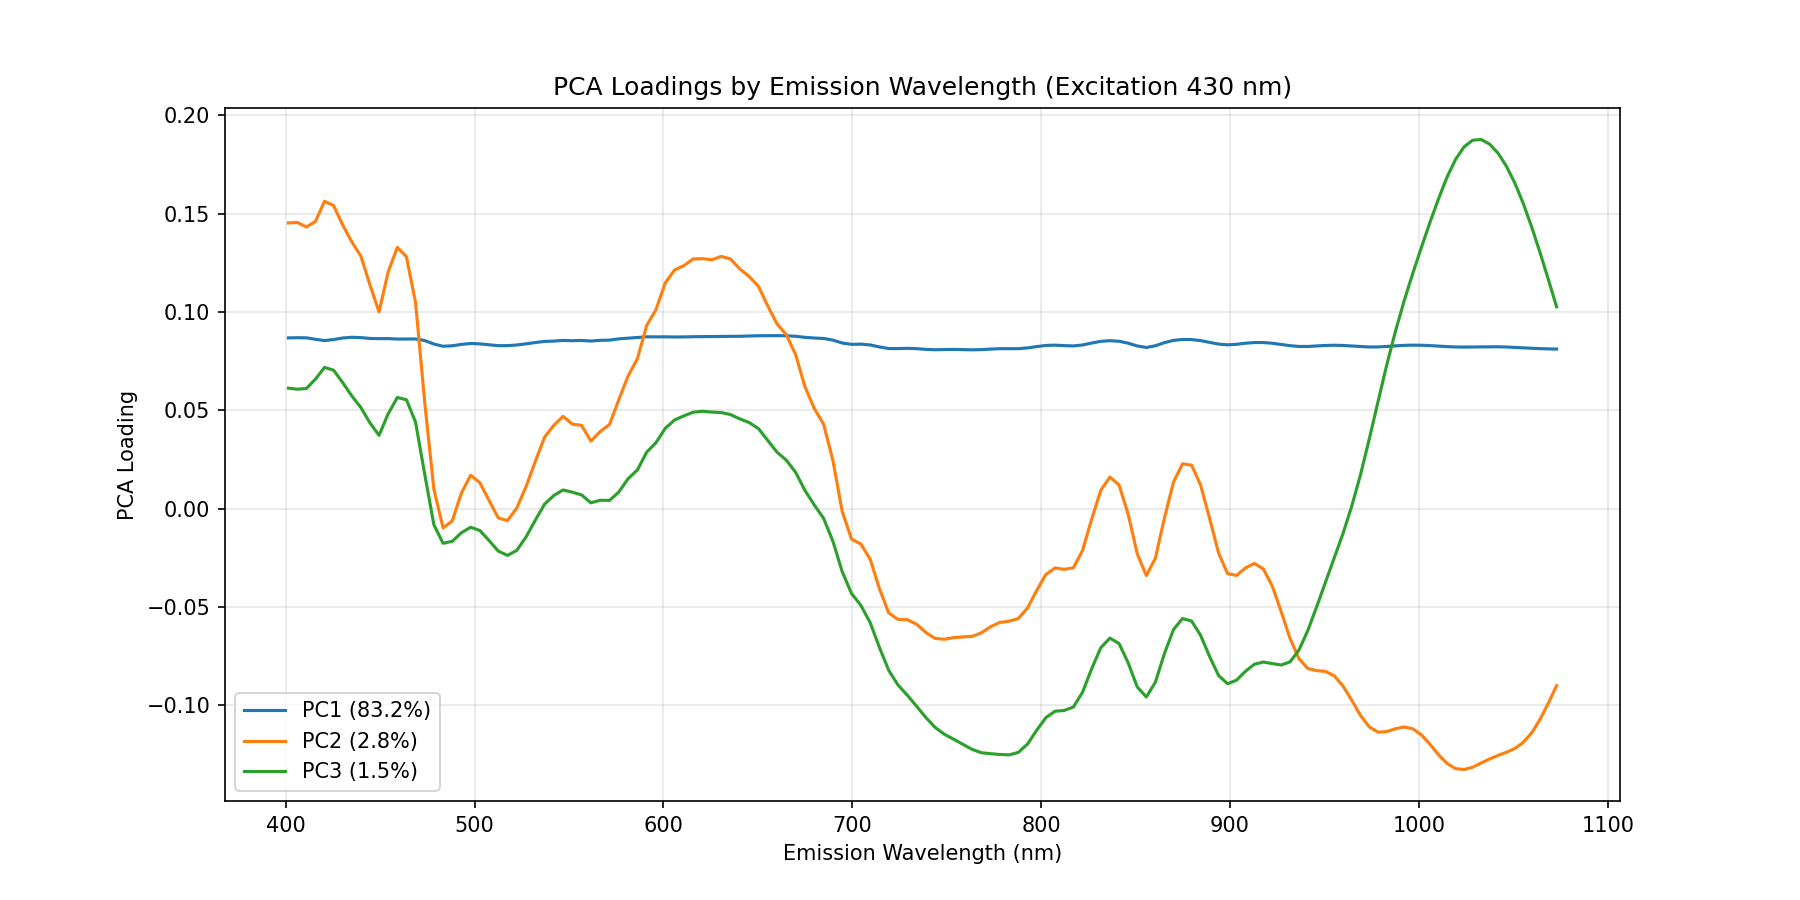 PCA Loadings by Emission Wavelength (Excitation 430 nm)
PCA Loading
0.20
0.15
0.10
0.05
0.00
−0.05
−0.10
PC1 (83.2%)
PC2 (2.8%)
PC3 (1.5%)
400 500 600 700 800 900 1000 1100
Emission Wavelength (nm)